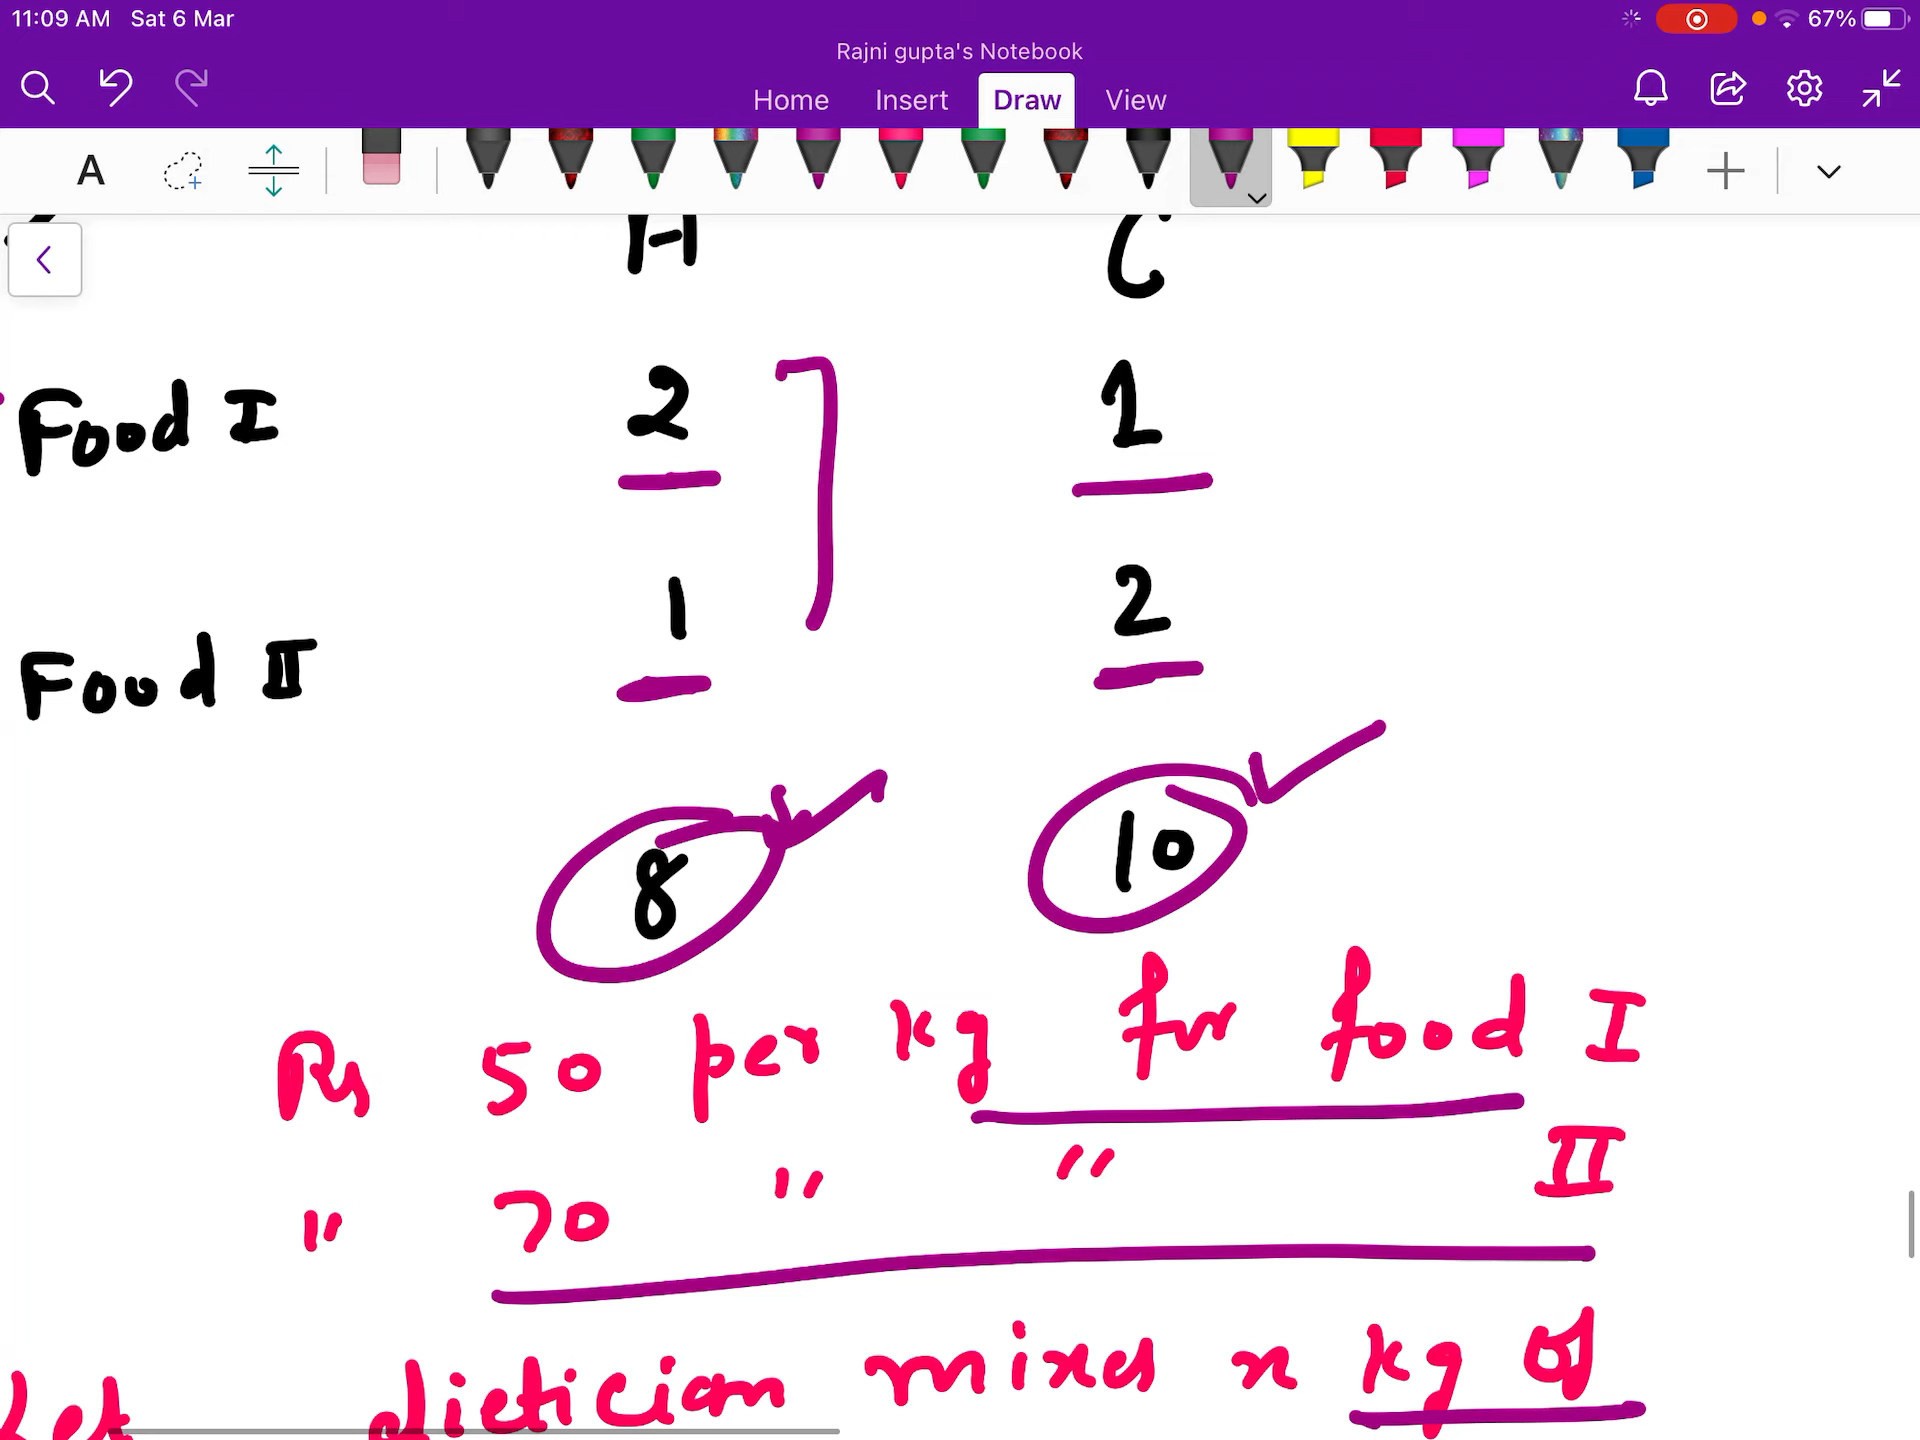 11:09 AM Sat 6 Mar 67%
Rajni gupta's Notebook
Home Insert Draw View
A
A C
Food I 2 1
Food II 1 2
8 10
Rs 50 per kg for food I
" 70 " " II
Let dietician mixes x kg of